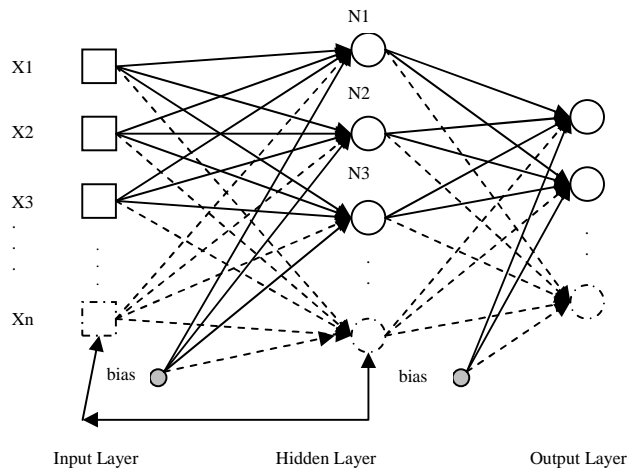 N1
X1
N2
X2
N3
X3
Xn
bias
bias
Input Layer
Hidden Layer
Output Layer